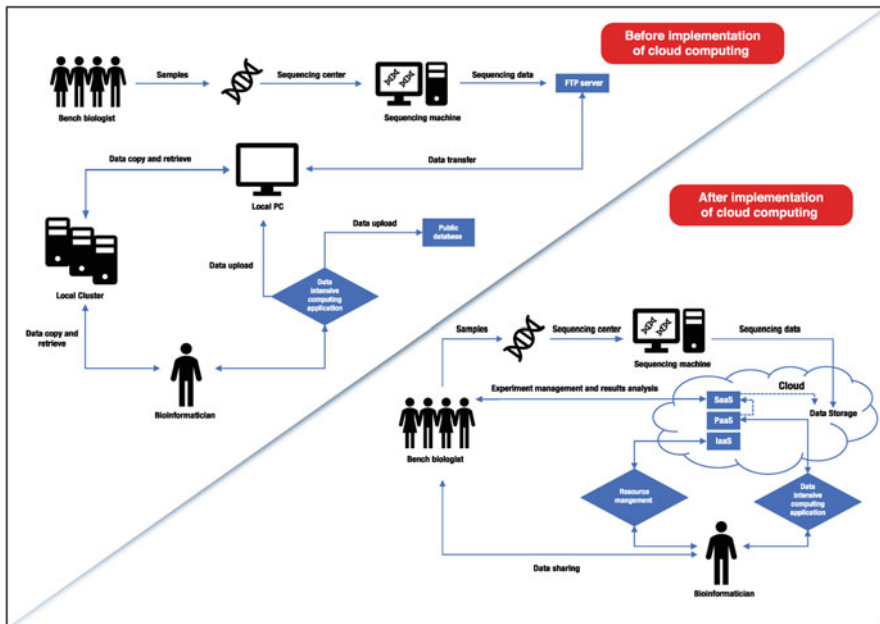 Before implementation
of cloud computing
Samples
Sequencing center
Sequencing data
FTP server
Bench biologist
Sequencing machine
Data copy and retrieve
Data transfer
Local PC
Data upload
Public
database
Data upload
Local Cluster
Data
intensive
computing
application
Data copy and
retrieve
Bioinformatician
After implementation
of cloud computing
Samples
Sequencing center
Sequencing data
Sequencing machine
Experiment management and results analysis
Cloud
SaaS
Data Storage
PaaS
IaaS
Bench biologist
Resource
mangement
Data
intensive
computing
application
Data sharing
Bioinformatician